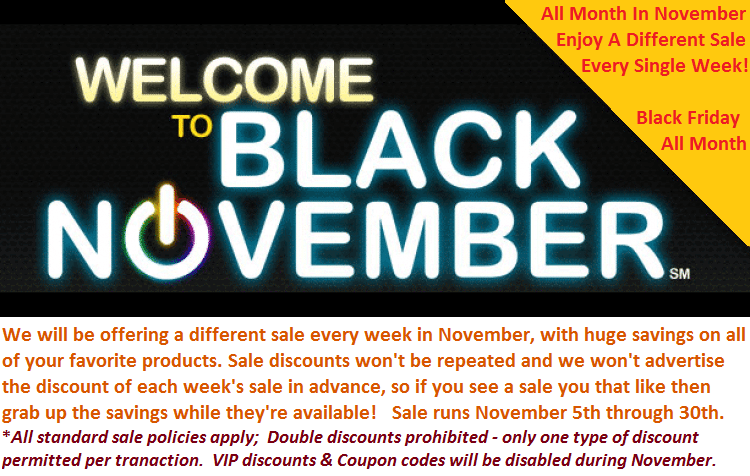 All Month In November
Enjoy A Different Sale
Every Single Week!
Black Friday
All Month
WELCOME
TO BLACK
NOVEMBER SM
We will be offering a different sale every week in November, with huge savings on all
of your favorite products. Sale discounts won't be repeated and we won't advertise
the discount of each week's sale in advance, so if you see a sale you that like then
grab up the savings while they're available!   Sale runs November 5th through 30th.
*All standard sale policies apply;  Double discounts prohibited - only one type of discount
permitted per tranaction.  VIP discounts & Coupon codes will be disabled during November.